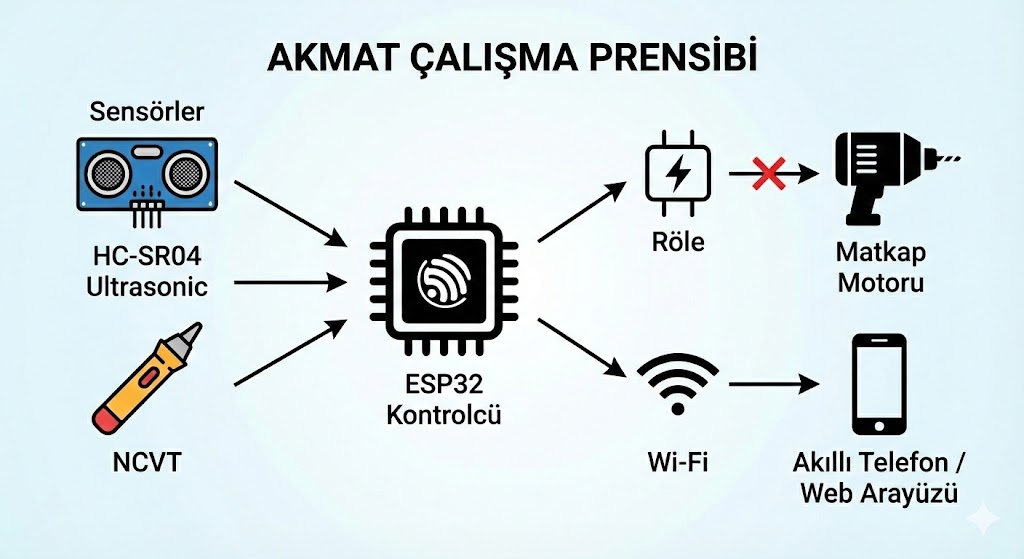 AKMAT ÇALIŞMA PRENSİBİ
Sensörler
HC-SR04
Ultrasonic
NCVT
ESP32
Kontrolcü
Röle
Matkap
Motoru
Wi-Fi
Akıllı Telefon /
Web Arayüzü